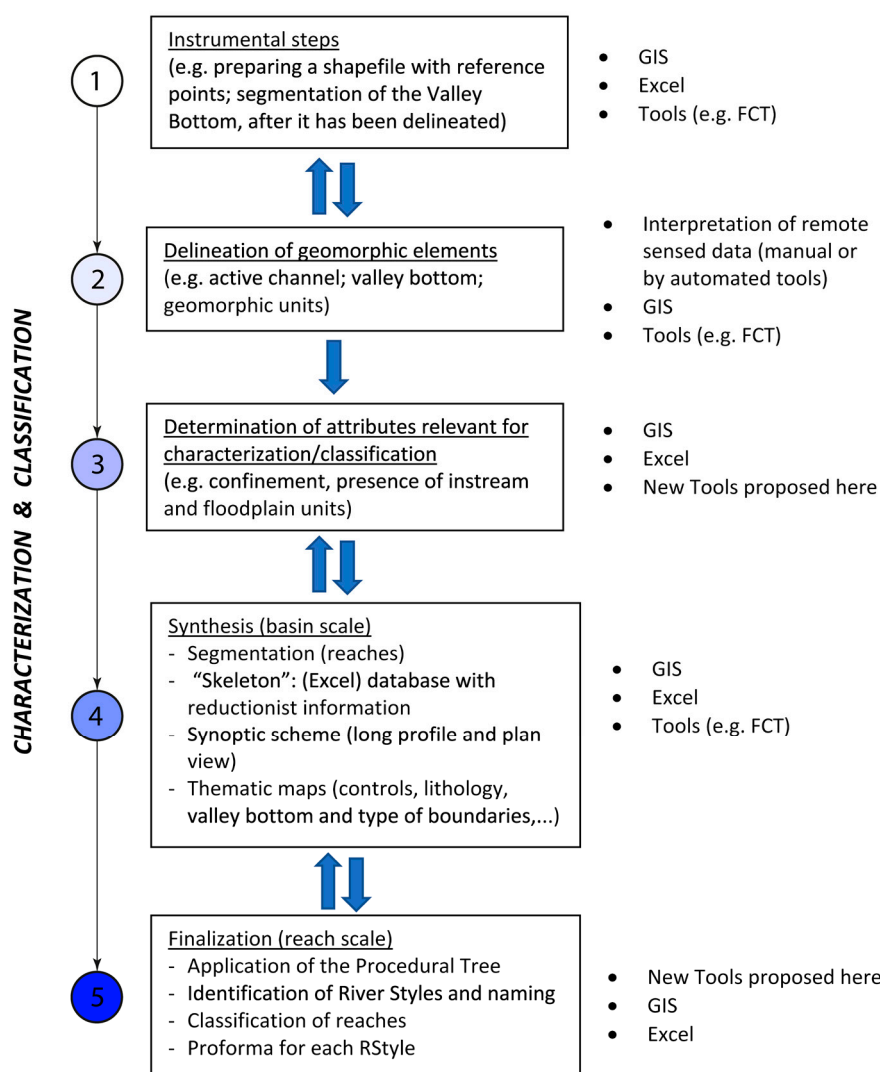 CHARACTERIZATION & CLASSIFICATION
1
Instrumental steps
(e.g. preparing a shapefile with reference
points; segmentation of the Valley
Bottom, after it has been delineated)
• GIS
• Excel
• Tools (e.g. FCT)
2
Delineation of geomorphic elements
(e.g. active channel; valley bottom;
geomorphic units)
• Interpretation of remote
sensed data (manual or
by automated tools)
• GIS
• Tools (e.g. FCT)
3
Determination of attributes relevant for
characterization/classification
(e.g. confinement, presence of instream
and floodplain units)
• GIS
• Excel
• New Tools proposed here
4
Synthesis (basin scale)
- Segmentation (reaches)
- “Skeleton”: (Excel) database with
reductionist information
- Synoptic scheme (long profile and plan
view)
- Thematic maps (controls, lithology,
valley bottom and type of boundaries,...)
• GIS
• Excel
• Tools (e.g. FCT)
5
Finalization (reach scale)
- Application of the Procedural Tree
- Identification of River Styles and naming
- Classification of reaches
- Proforma for each RStyle
• New Tools proposed here
• GIS
• Excel